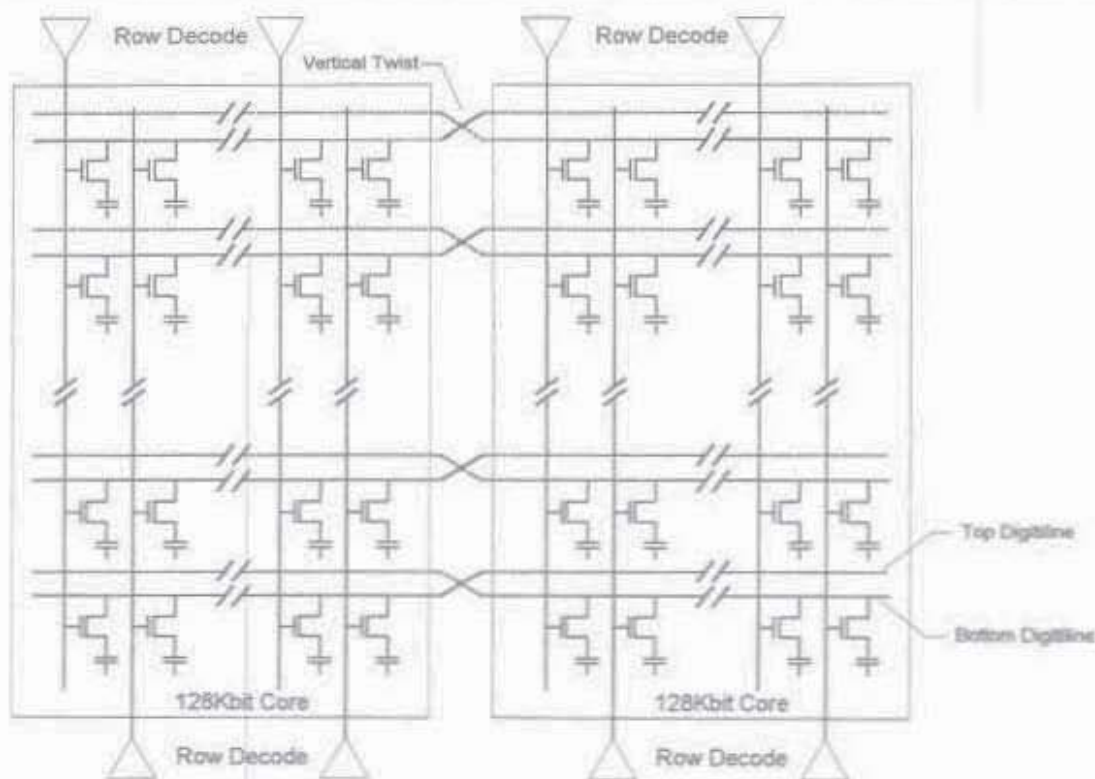 Row Decode
Row Decode
Vertical Twist
Top Digitline
Bottom Digitline
128Kbit Core
128Kbit Core
Row Decode
Row Decode